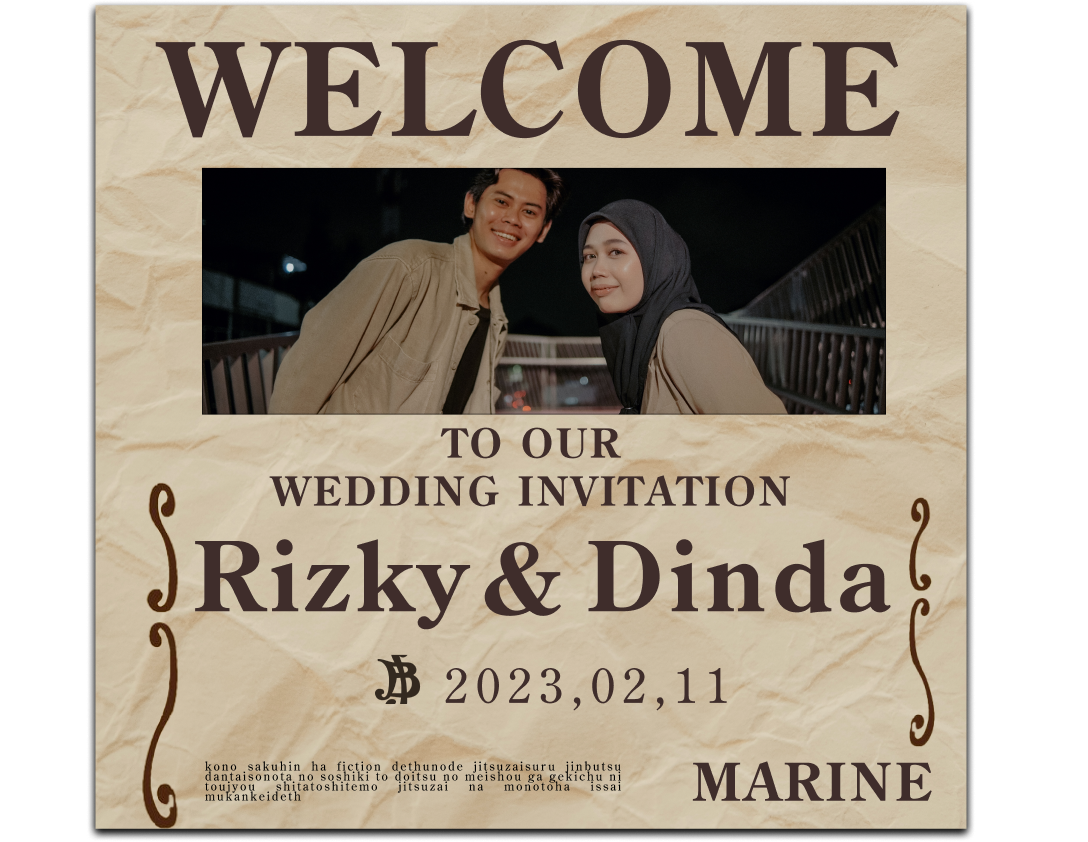 WELCOME
TO OUR
WEDDING INVITATION
Rizky & Dinda
2023,02,11
kono sakuhin ha fiction dethunode jitsuzaisuru jinbutsu
dantaisonota no soshiki to doitsu no meishou ga gekichu ni
toujyou shitatoshitemo jitsuzai na monotoha issai
mukankeideth
MARINE